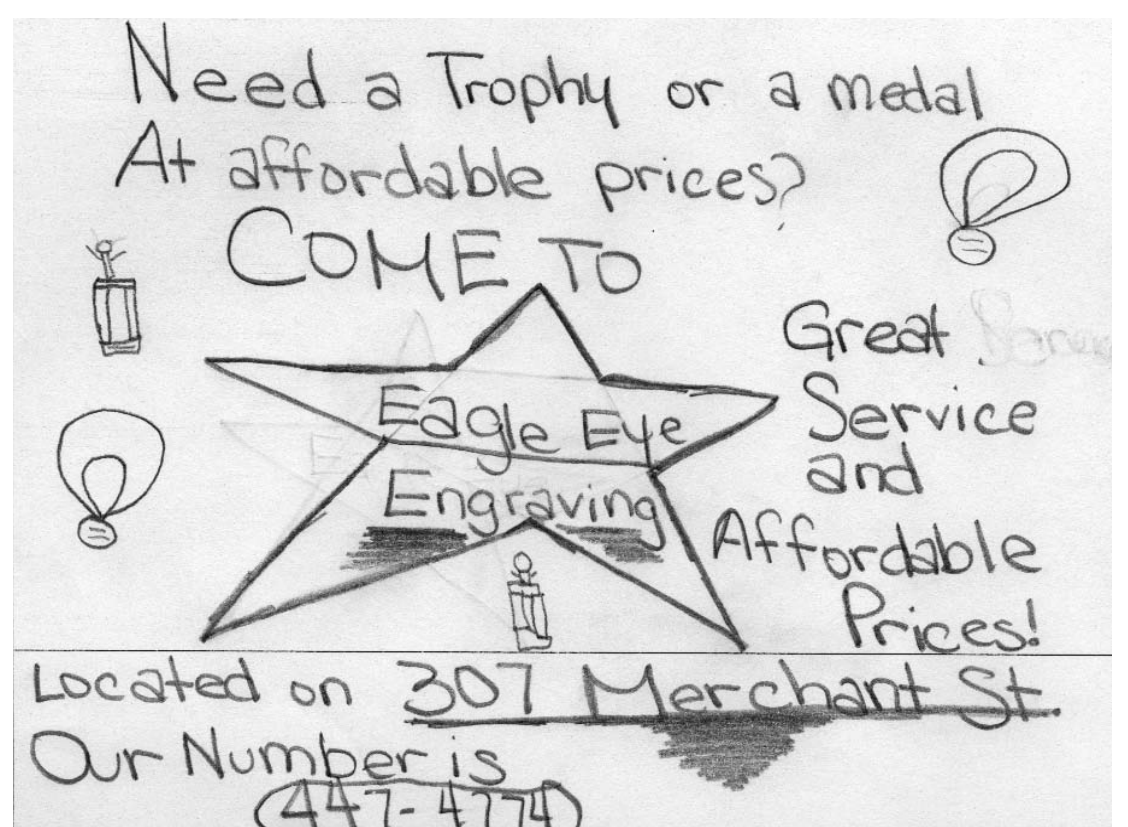 Need a Trophy or a medal
At affordable prices?
COME TO
Eagle Eye
Engraving
Great
Service
and
Affordable
Prices!
Located on 307 Merchant St.
Our Number is
447-4774